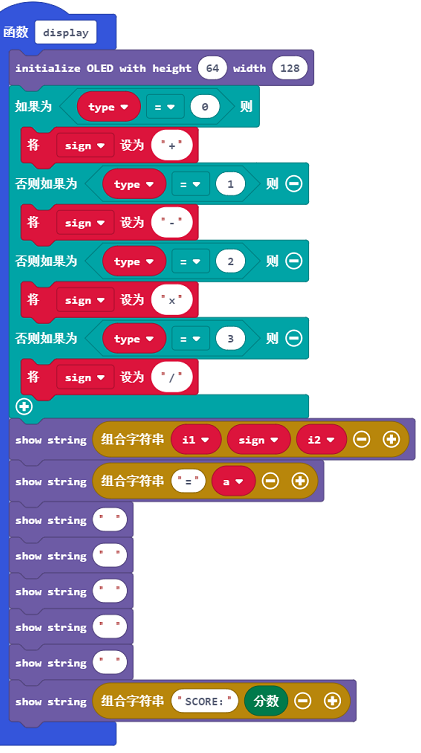 函数 display
initialize OLED with height 64 width 128
如果为 type = 0 则
将 sign 设为 "+"
否则如果为 type = 1 则
将 sign 设为 "-"
否则如果为 type = 2 则
将 sign 设为 "x"
否则如果为 type = 3 则
将 sign 设为 "/"
show string 组合字符串 i1 sign i2
show string 组合字符串 "=" a
show string " "
show string " "
show string " "
show string " "
show string " "
show string 组合字符串 "SCORE:" 分数